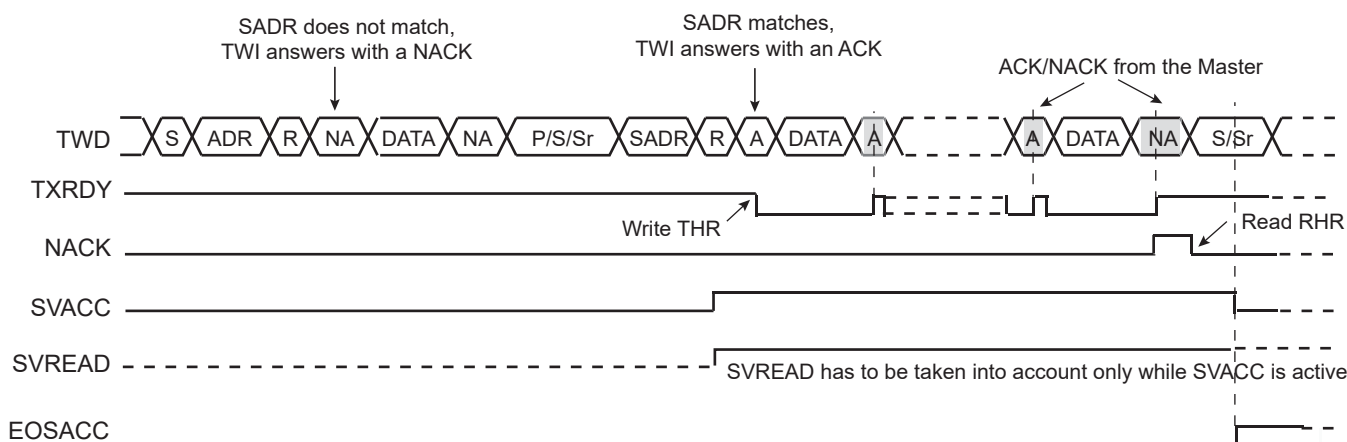 SADR does not match,
TWI answers with a NACK
SADR matches,
TWI answers with an ACK
ACK/NACK from the Master
TWD S ADR R NA DATA NA P/S/Sr SADR R A DATA A A DATA NA S/Sr
TXRDY
Write THR
Read RHR
NACK
SVACC
SVREAD
SVREAD has to be taken into account only while SVACC is active
EOSACC